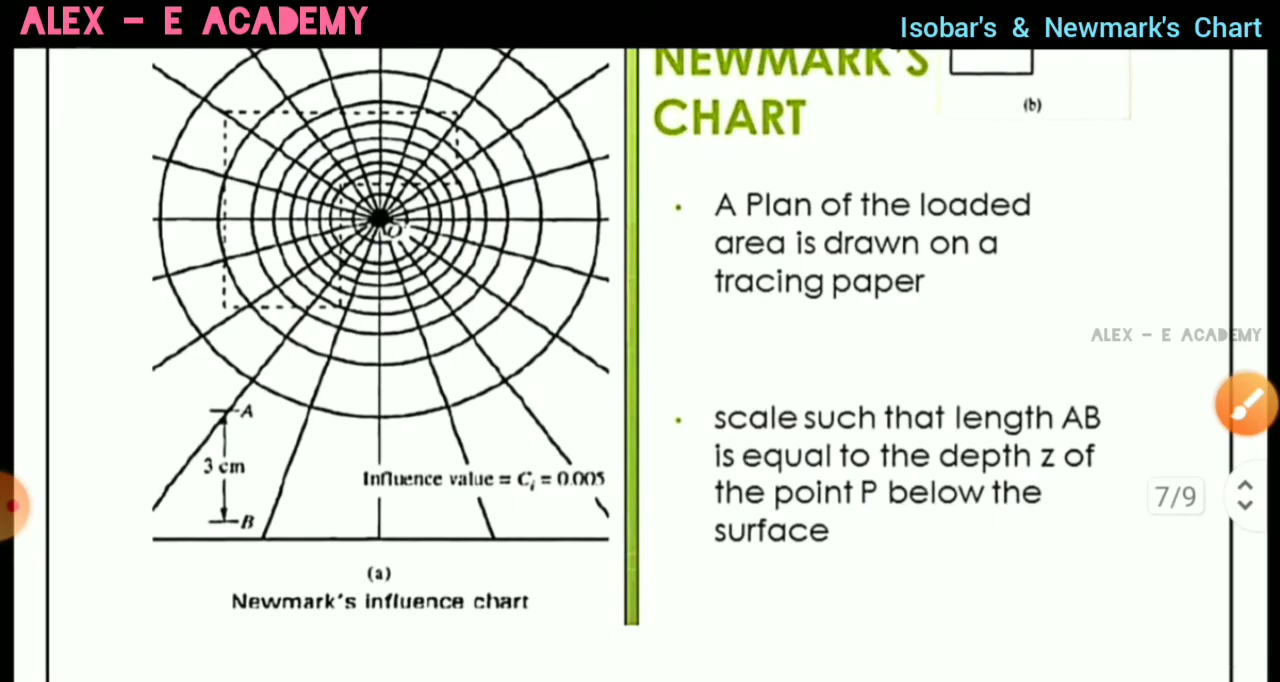 ALEX - E ACADEMY
Isobar's & Newmark's Chart
NEWMARK'S
CHART
(b)
• A Plan of the loaded
area is drawn on a
tracing paper
ALEX - E ACADEMY
• scale such that length AB
is equal to the depth z of
the point P below the
surface
7/9
O
A
3 cm
B
Influence value = Cᵢ = 0.005
(a)
Newmark's influence chart